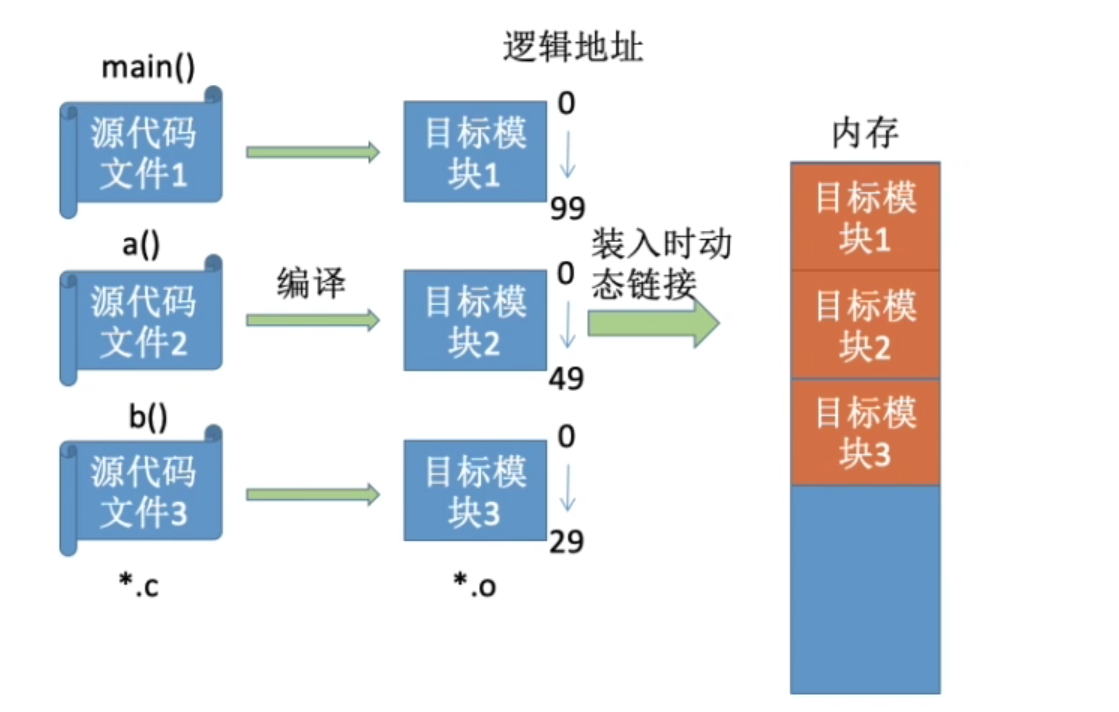 逻辑地址
main()
源代码
文件1
目标模
块1
0
99
内存
a()
源代码
文件2
编译
目标模
块2
0
49
装入时动
态链接
b()
源代码
文件3
目标模
块3
0
29
*.c
*.o
目标模
块1
目标模
块2
目标模
块3